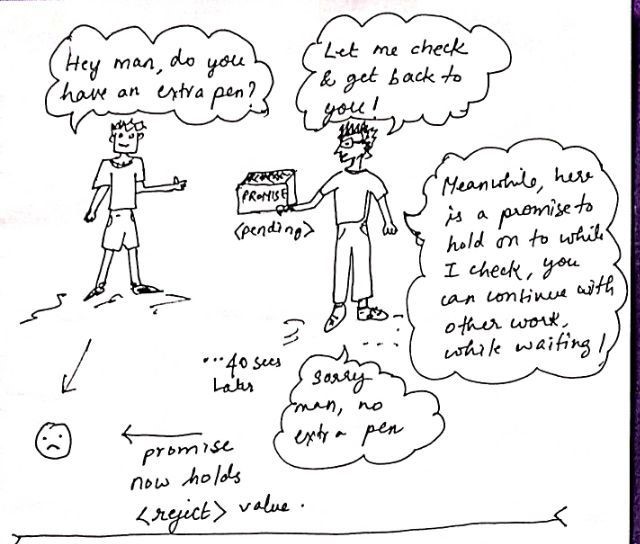 Hey man, do you
have an extra pen?
Let me check
& get back to
you!
PROMISE
<pending>
Meanwhile, here
is a promise to
hold on to while
I check, you
can continue with
other work,
while waiting!
...40 secs
Later
Sorry
man, no
extra pen
promise
now holds
<reject> value.